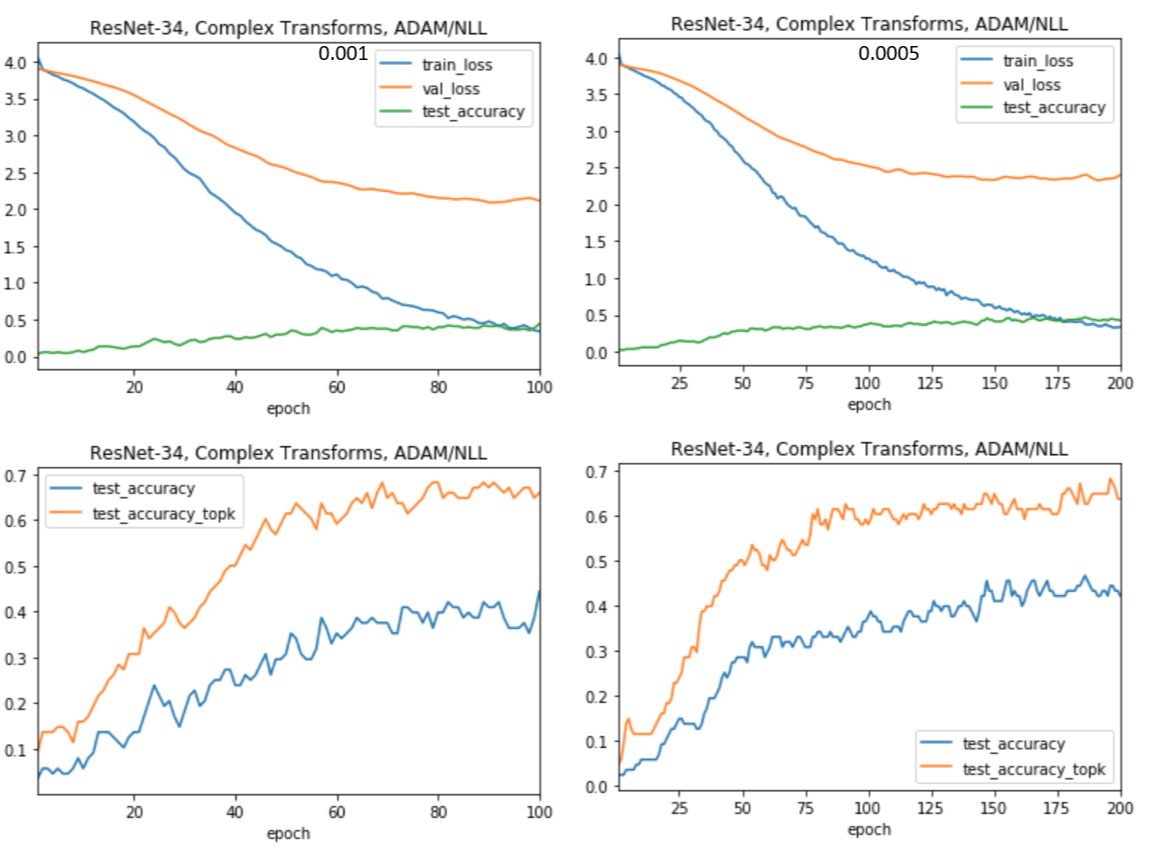 ResNet-34, Complex Transforms, ADAM/NLL
0.001
train_loss
val_loss
test_accuracy
4.0
3.5
3.0
2.5
2.0
1.5
1.0
0.5
0.0
20 40 60 80 100
epoch
ResNet-34, Complex Transforms, ADAM/NLL
0.0005
train_loss
val_loss
test_accuracy
4.0
3.5
3.0
2.5
2.0
1.5
1.0
0.5
0.0
25 50 75 100 125 150 175 200
epoch
ResNet-34, Complex Transforms, ADAM/NLL
test_accuracy
test_accuracy_topk
0.7
0.6
0.5
0.4
0.3
0.2
0.1
20 40 60 80 100
epoch
ResNet-34, Complex Transforms, ADAM/NLL
0.7
0.6
0.5
0.4
0.3
0.2
0.1
0.0
test_accuracy
test_accuracy_topk
25 50 75 100 125 150 175 200
epoch